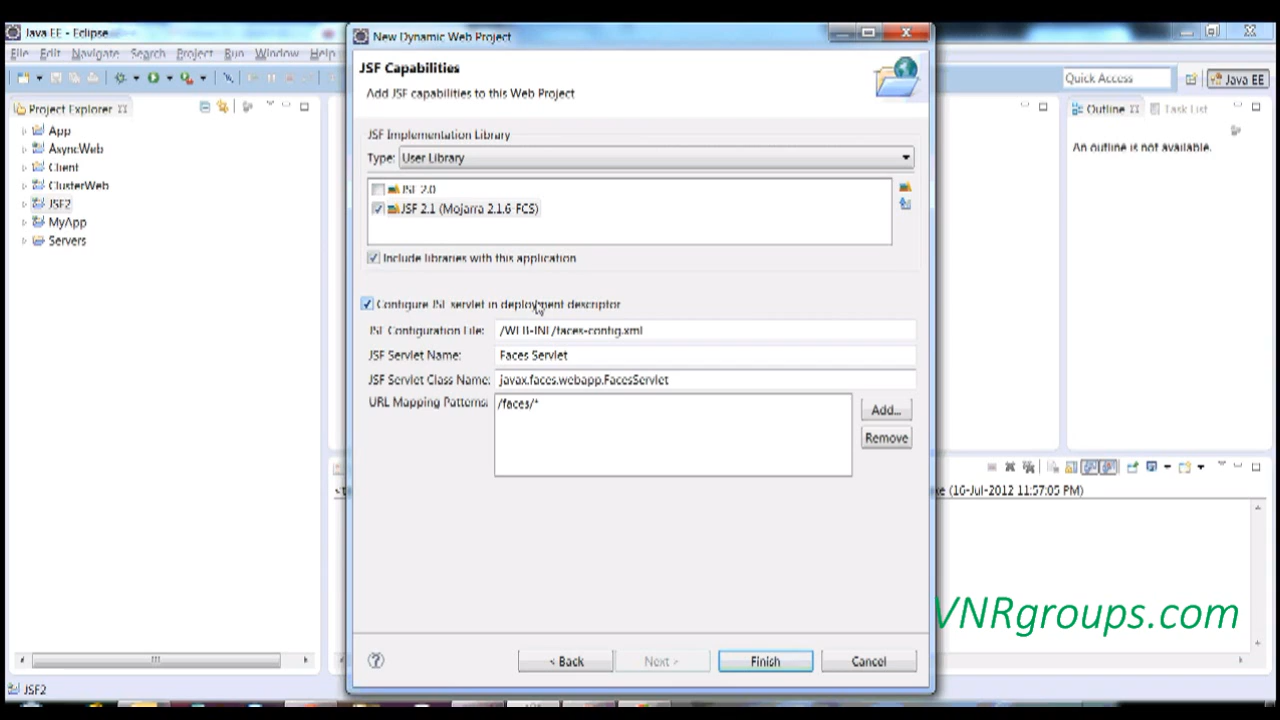 Java EE - Eclipse
File Edit Navigate Search Project Run Window Help
Quick Access
Java EE
Project Explorer
App
AsyncWeb
Client
ClusterWeb
JSF2
MyApp
Servers
New Dynamic Web Project
JSF Capabilities
Add JSF capabilities to this Web Project
JSF Implementation Library
Type: User Library
JSF 2.0
JSF 2.1 (Mojarra 2.1.6-FCS)
Include libraries with this application
Configure JSF servlet in deployment descriptor
JSF Configuration File: /WEB-INF/faces-config.xml
JSF Servlet Name: Faces Servlet
JSF Servlet Class Name: javax.faces.webapp.FacesServlet
URL Mapping Patterns: /faces/*
Add...
Remove
< Back Next > Finish Cancel
Outline Task List
An outline is not available.
(16-Jul-2012 11:57:05 PM)
VNRgroups.com
JSF2